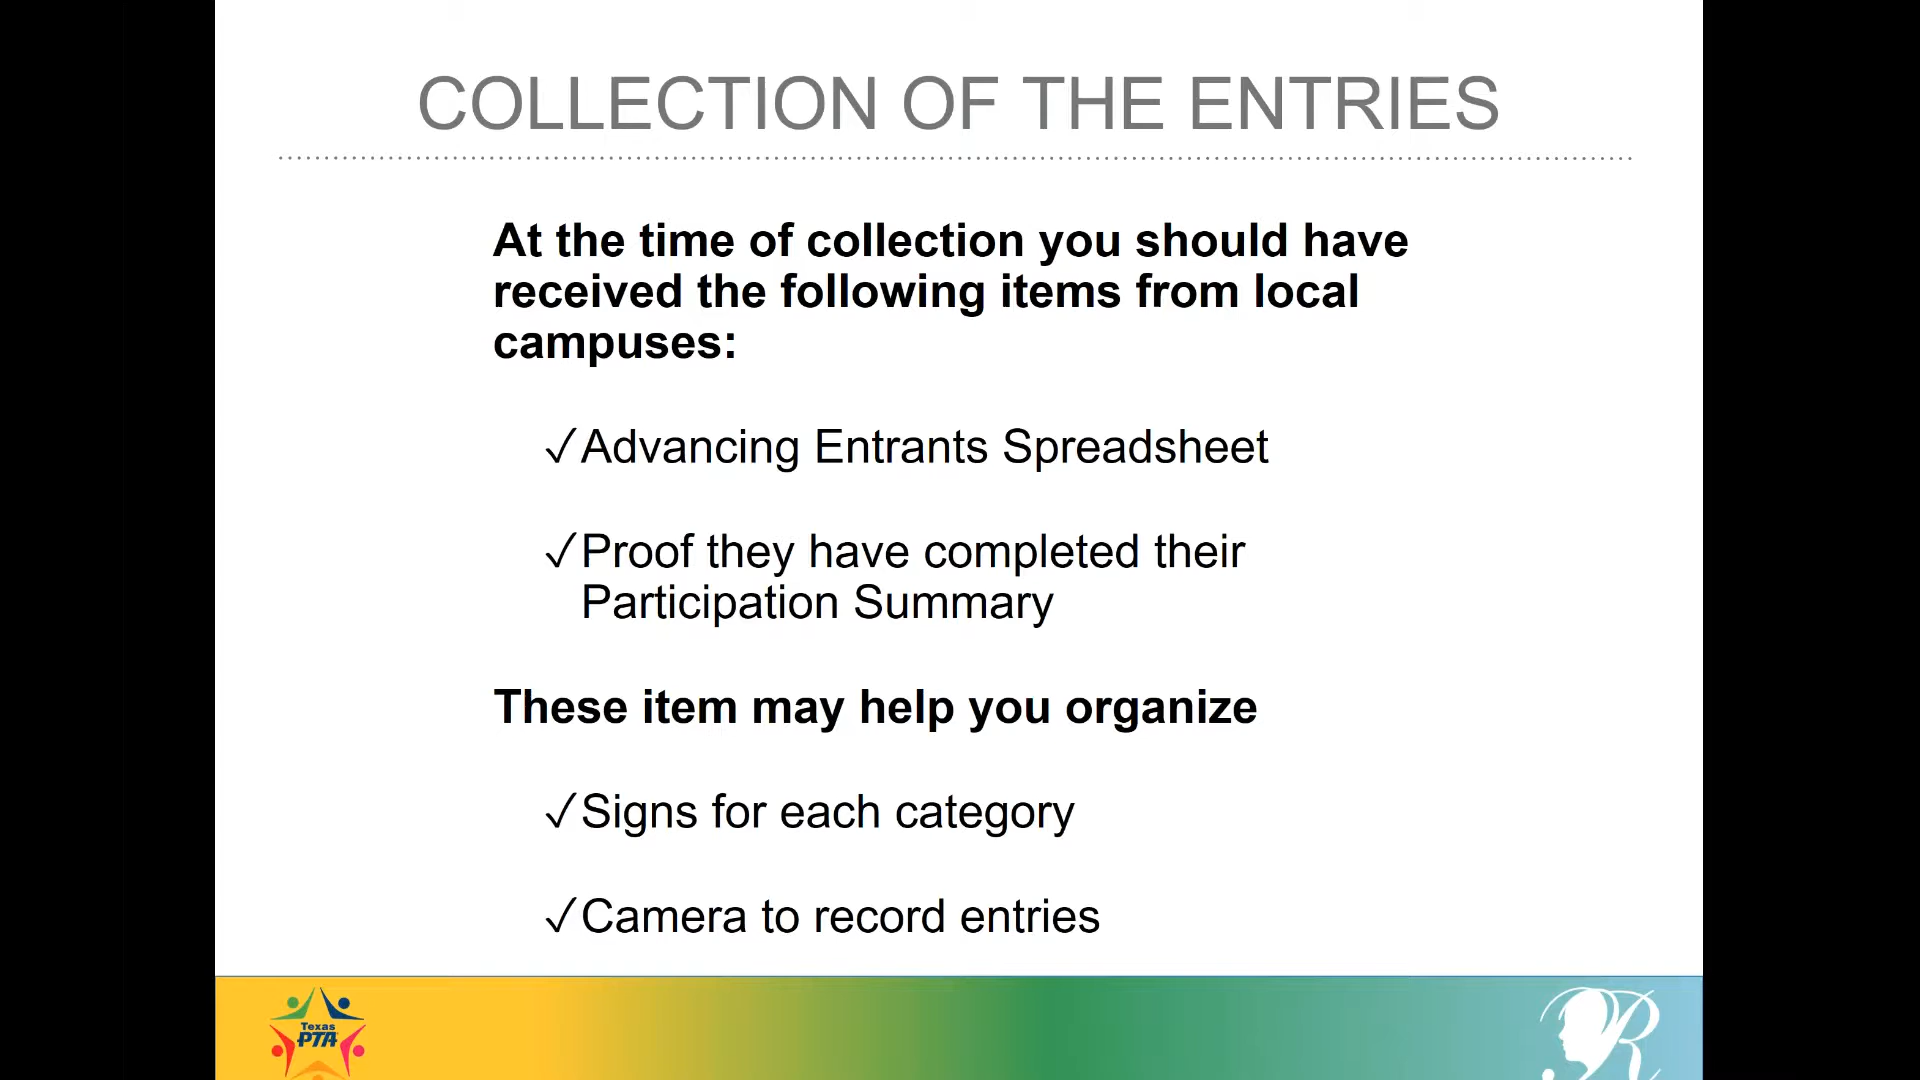 COLLECTION OF THE ENTRIES
At the time of collection you should have
received the following items from local
campuses:
✓Advancing Entrants Spreadsheet
✓Proof they have completed their
Participation Summary
These item may help you organize
✓Signs for each category
✓Camera to record entries
Texas
PTA
R